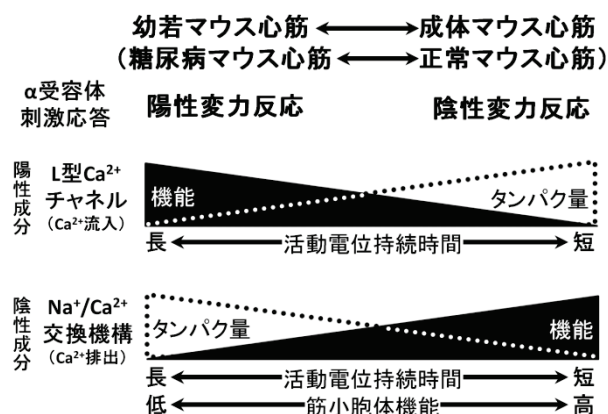 幼若マウス心筋 ⟷ 成体マウス心筋
(糖尿病マウス心筋 ⟷ 正常マウス心筋)
α受容体
刺激応答
陽性変力反応
陰性変力反応
陽性成分
L型Ca²⁺
チャネル
(Ca²⁺流入)
機能
タンパク量
長 ⟷ 活動電位持続時間 ⟶ 短
陰性成分
Na⁺/Ca²⁺
交換機構
(Ca²⁺排出)
タンパク量
機能
長 ⟵ 活動電位持続時間 ⟶ 短
低 ⟵ 筋小胞体機能 ⟶ 高